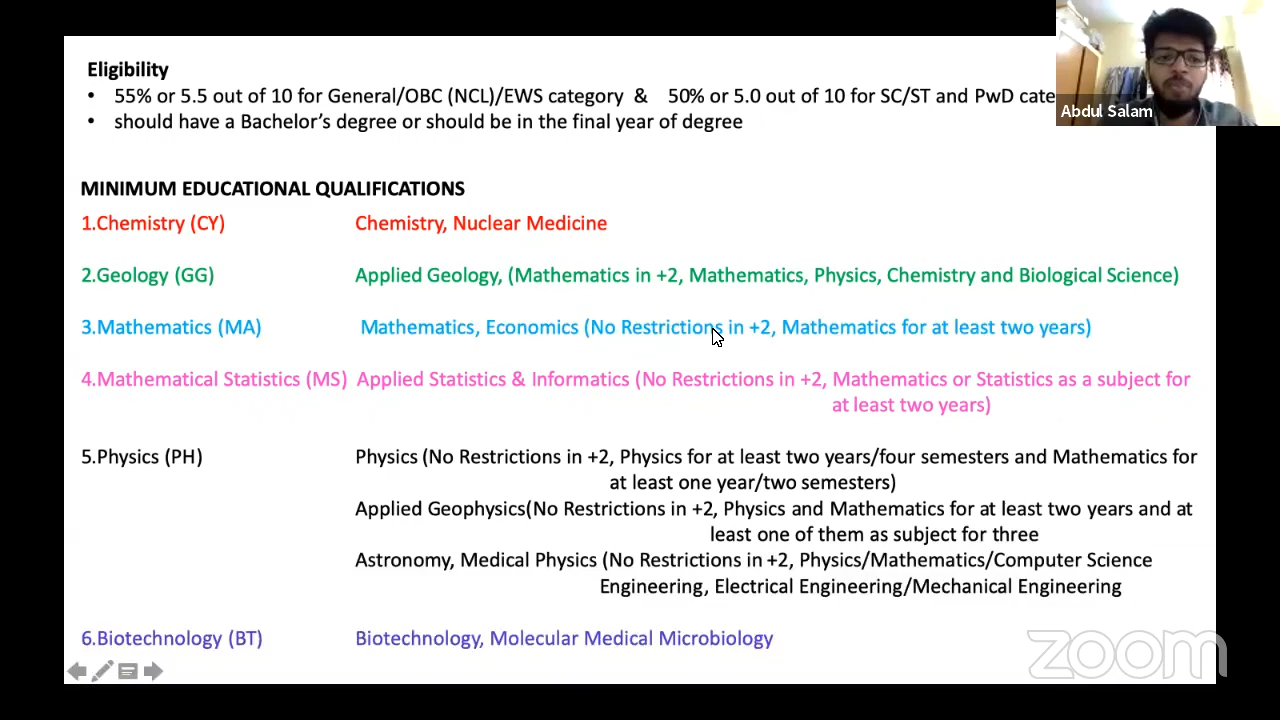 Eligibility
• 55% or 5.5 out of 10 for General/OBC (NCL)/EWS category & 50% or 5.0 out of 10 for SC/ST and PwD cate
Abdul Salam
• should have a Bachelor's degree or should be in the final year of degree
MINIMUM EDUCATIONAL QUALIFICATIONS
1.Chemistry (CY) Chemistry, Nuclear Medicine
2.Geology (GG) Applied Geology, (Mathematics in +2, Mathematics, Physics, Chemistry and Biological Science)
3.Mathematics (MA) Mathematics, Economics (No Restrictions in +2, Mathematics for at least two years)
4.Mathematical Statistics (MS) Applied Statistics & Informatics (No Restrictions in +2, Mathematics or Statistics as a subject for
at least two years)
5.Physics (PH) Physics (No Restrictions in +2, Physics for at least two years/four semesters and Mathematics for
at least one year/two semesters)
Applied Geophysics(No Restrictions in +2, Physics and Mathematics for at least two years and at
least one of them as subject for three
Astronomy, Medical Physics (No Restrictions in +2, Physics/Mathematics/Computer Science
Engineering, Electrical Engineering/Mechanical Engineering
6.Biotechnology (BT) Biotechnology, Molecular Medical Microbiology
zoom